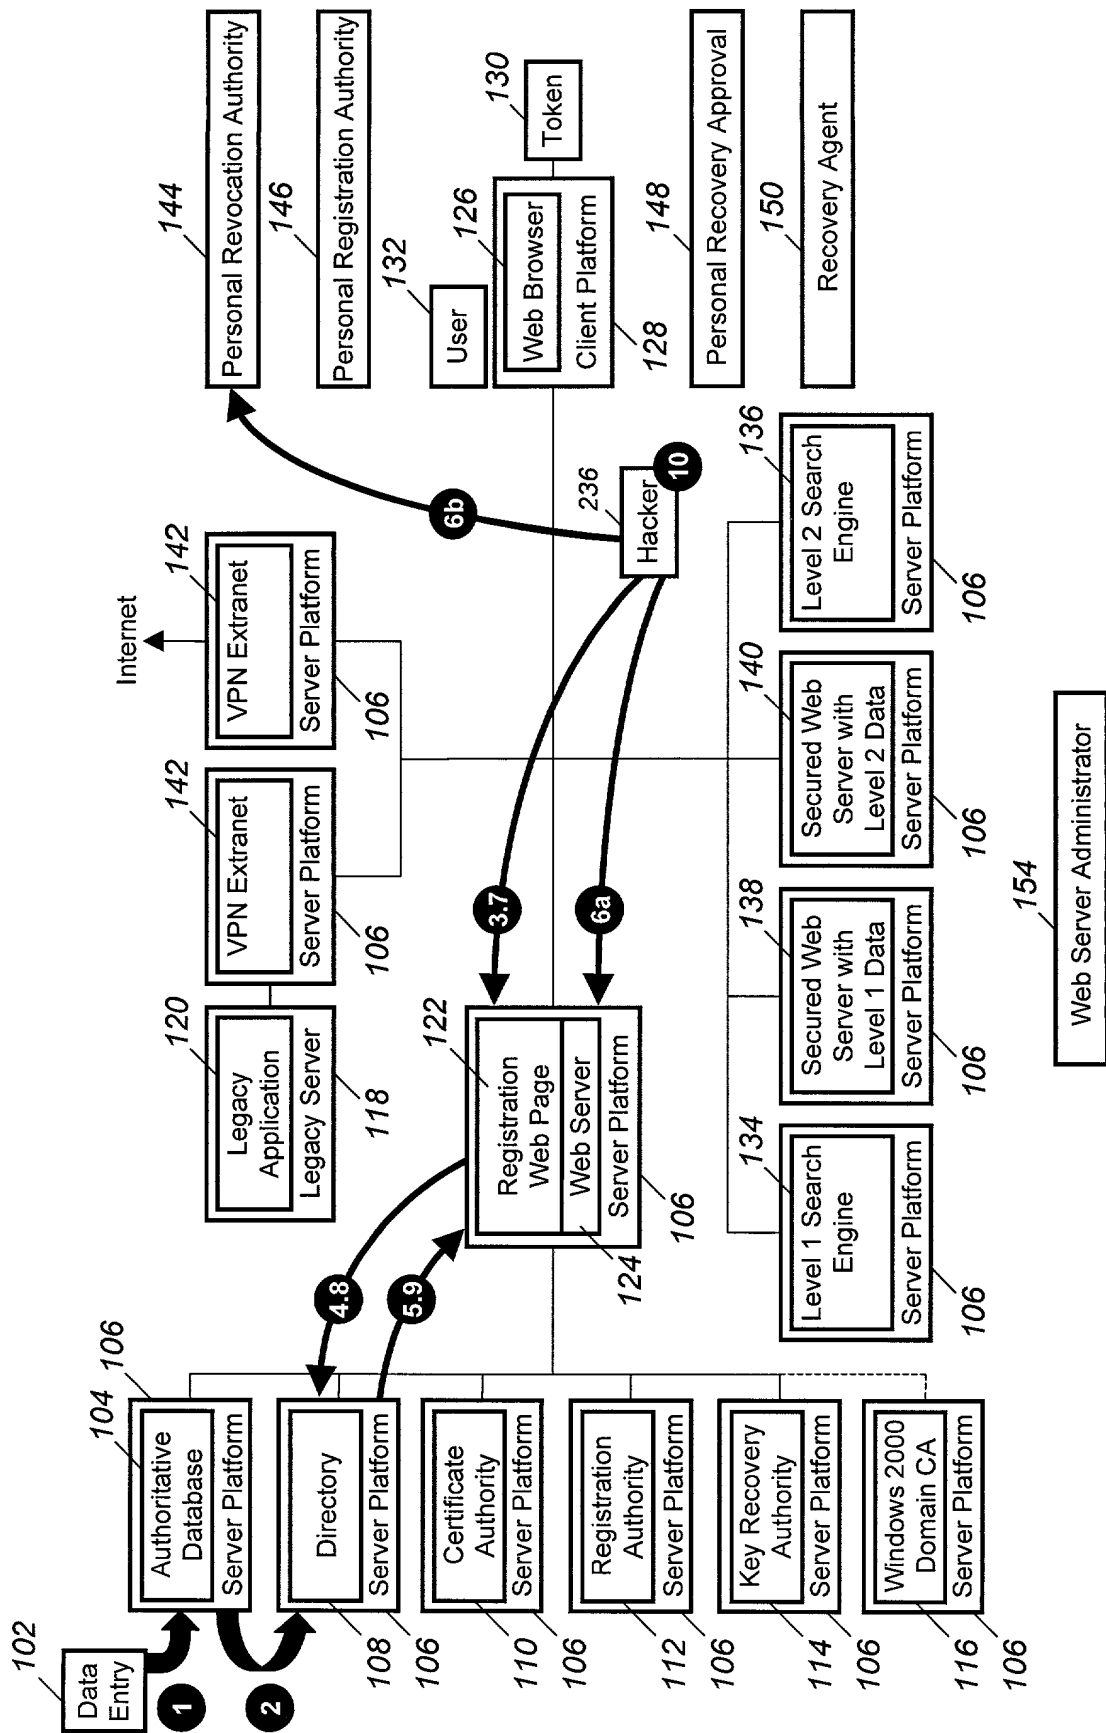 102
Data
Entry
1
2
104
106
Authoritative
Database
Server Platform
Directory
Server Platform
108
106
Certificate
Authority
Server Platform
110
106
Registration
Authority
Server Platform
112
106
Key Recovery
Authority
Server Platform
114
106
Windows 2000
Domain CA
Server Platform
116
106
4.8
5.9
120
Legacy
Application
Legacy Server
118
142
VPN Extranet
Server Platform
106
Internet
142
VPN Extranet
Server Platform
106
122
Registration
Web Page
Web Server
Server Platform
124
106
3.7
6a
6b
236
Hacker
10
134
Level 1 Search
Engine
Server Platform
106
138
Secured Web
Server with
Level 1 Data
Server Platform
106
140
Secured Web
Server with
Level 2 Data
Server Platform
106
136
Level 2 Search
Engine
Server Platform
106
154
Web Server Administrator
144
Personal Revocation Authority
146
Personal Registration Authority
132
User
126
Web Browser
Client Platform
128
130
Token
148
Personal Recovery Approval
150
Recovery Agent